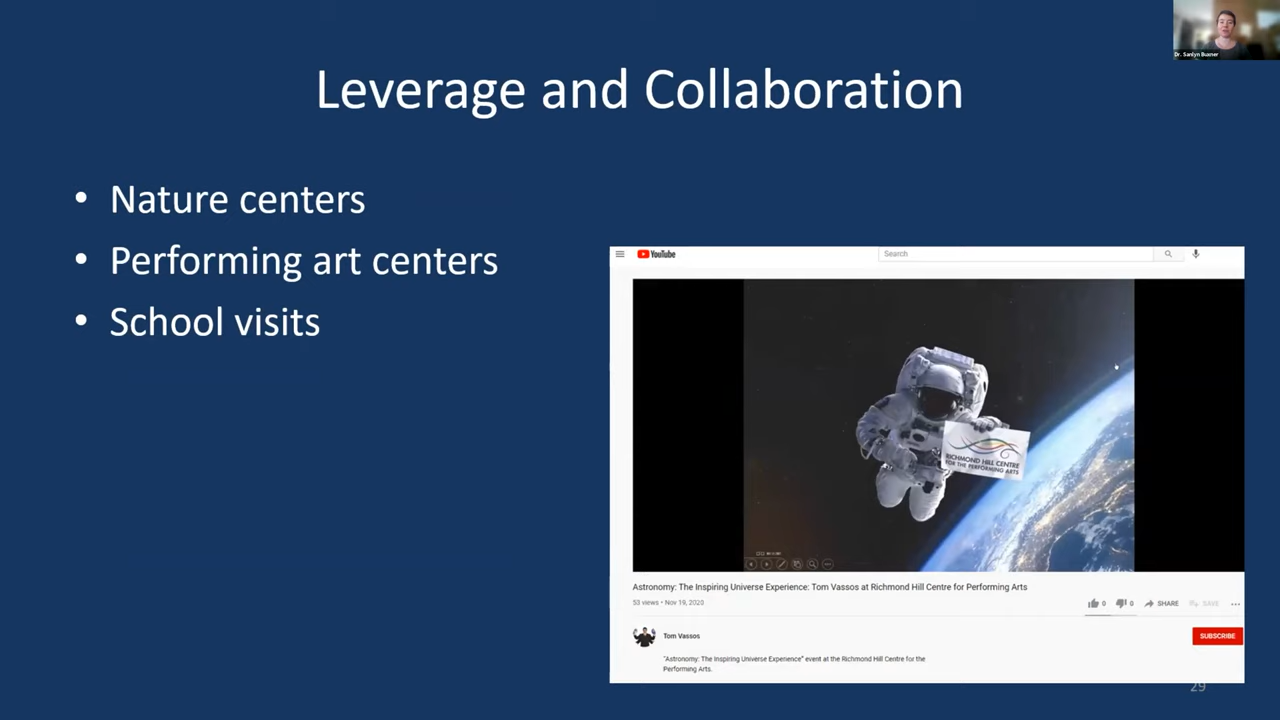 Dr. Sanlyn Buxner
Leverage and Collaboration
• Nature centers
• Performing art centers
• School visits
YouTube
Search
RICHMOND HILL CENTRE
FOR THE PERFORMING ARTS
Astronomy: The Inspiring Universe Experience: Tom Vassos at Richmond Hill Centre for Performing Arts
53 views • Nov 19, 2020
0
0
SHARE
SAVE
Tom Vassos
SUBSCRIBE
"Astronomy: The Inspiring Universe Experience" event at the Richmond Hill Centre for the
Performing Arts.
29